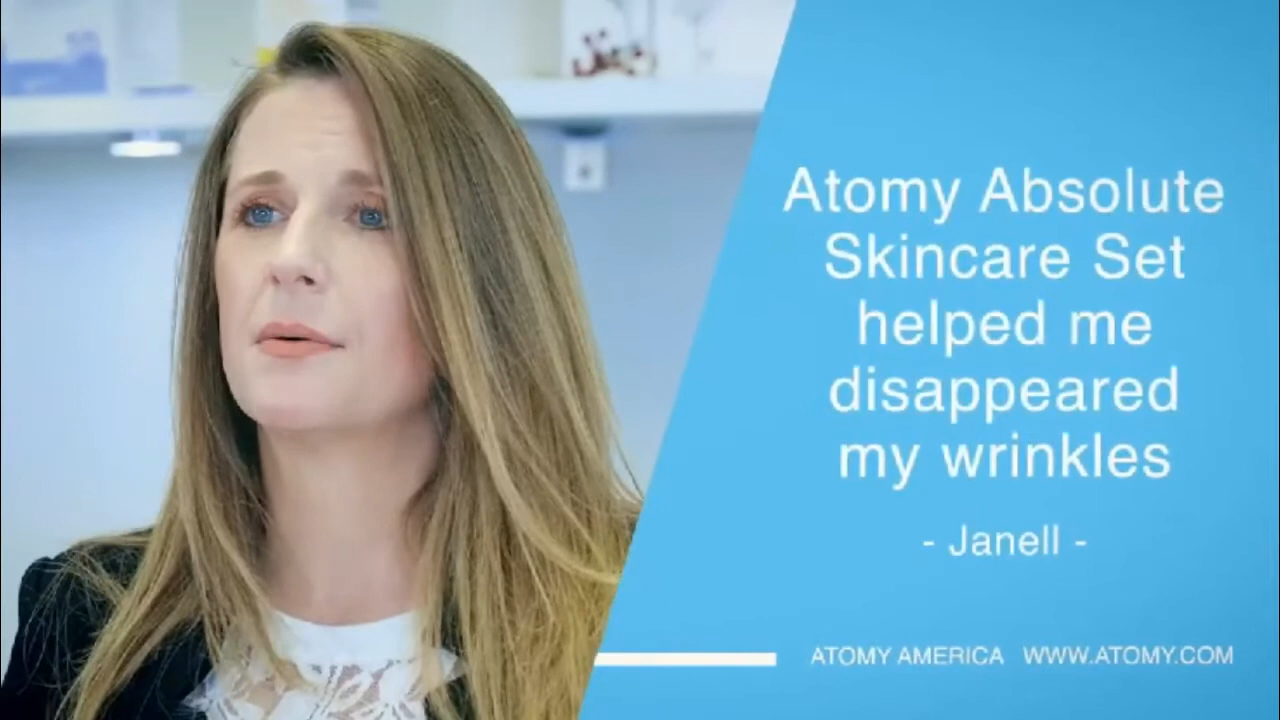 Atomy Absolute
Skincare Set
helped me
disappeared
my wrinkles
- Janell -
ATOMY AMERICA WWW.ATOMY.COM